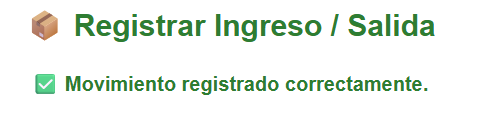 Registrar Ingreso / Salida
Movimiento registrado correctamente.